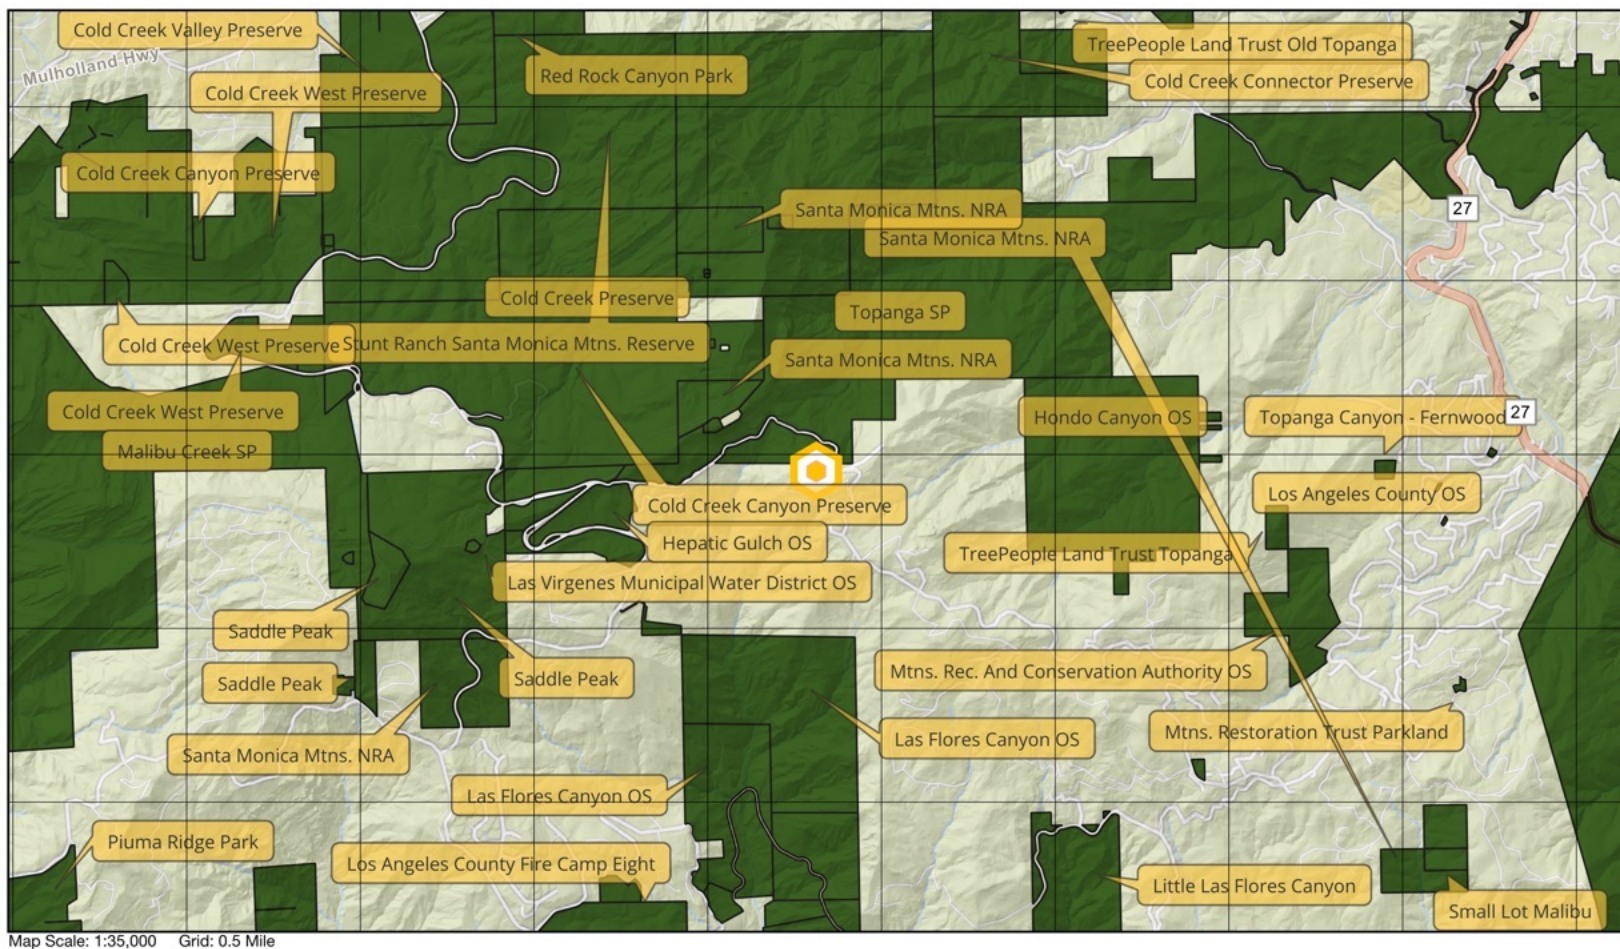 Cold Creek Valley Preserve
TreePeople Land Trust Old Topanga
Mulholland Hwy
Red Rock Canyon Park
Cold Creek Connector Preserve
Cold Creek West Preserve
Cold Creek Canyon Preserve
Santa Monica Mtns. NRA
27
Santa Monica Mtns. NRA
Cold Creek Preserve
Topanga SP
Cold Creek West Preserve
Stunt Ranch Santa Monica Mtns. Reserve
Santa Monica Mtns. NRA
Cold Creek West Preserve
Hondo Canyon OS
Topanga Canyon - Fernwood
27
Malibu Creek SP
Cold Creek Canyon Preserve
Los Angeles County OS
Hepatic Gulch OS
TreePeople Land Trust Topanga
Las Virgenes Municipal Water District OS
Saddle Peak
Saddle Peak
Saddle Peak
Mtns. Rec. And Conservation Authority OS
Santa Monica Mtns. NRA
Las Flores Canyon OS
Mtns. Restoration Trust Parkland
Las Flores Canyon OS
Piuma Ridge Park
Los Angeles County Fire Camp Eight
Little Las Flores Canyon
Small Lot Malibu
Map Scale: 1:35,000 Grid: 0.5 Mile